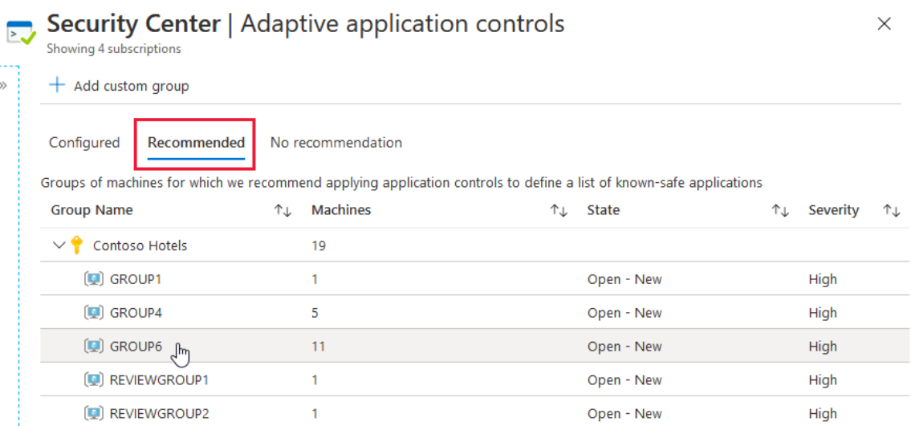 Security Center | Adaptive application controls
Showing 4 subscriptions
Add custom group
Configured Recommended No recommendation
Groups of machines for which we recommend applying application controls to define a list of known-safe applications
Group Name Machines State Severity
Contoso Hotels 19
GROUP1 1 Open - New High
GROUP4 5 Open - New High
GROUP6 11 Open - New High
REVIEWGROUP1 1 Open - New High
REVIEWGROUP2 1 Open - New High